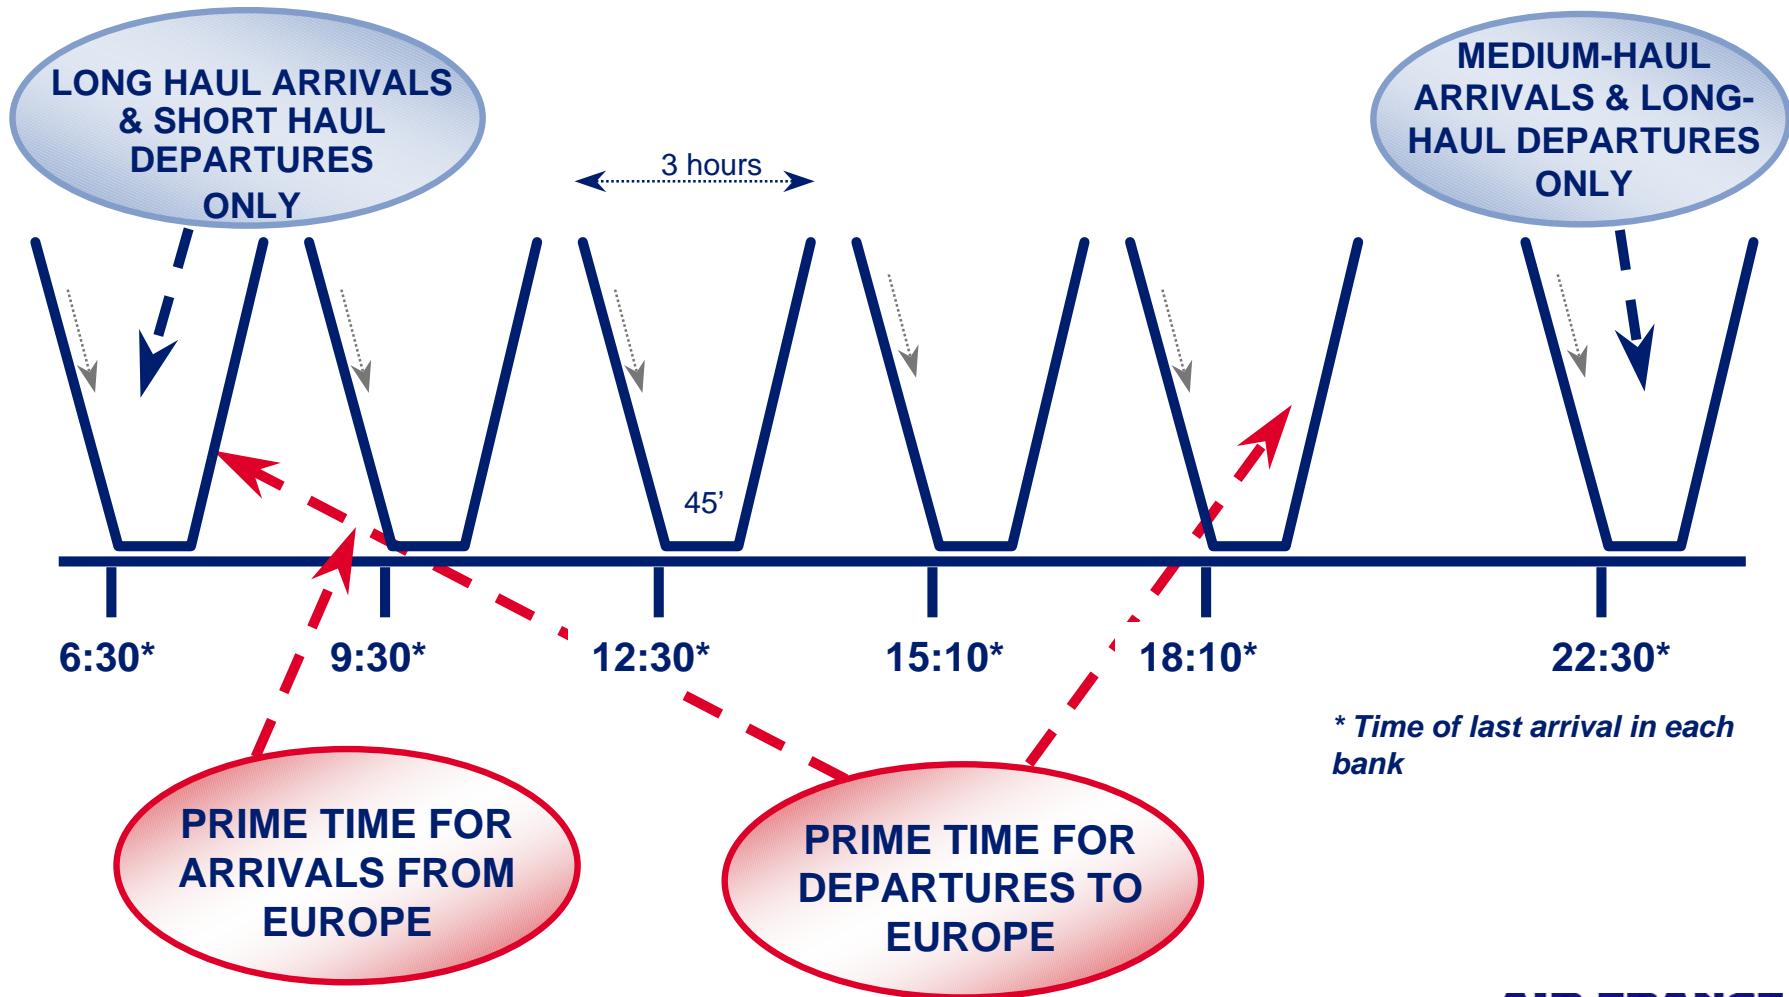 LONG HAUL ARRIVALS
& SHORT HAUL
DEPARTURES
ONLY
MEDIUM-HAUL
ARRIVALS & LONG-
HAUL DEPARTURES
ONLY
3 hours
45’
6:30*
9:30*
12:30*
15:10*
18:10*
22:30*
* Time of last arrival in each
bank
PRIME TIME FOR
ARRIVALS FROM
EUROPE
PRIME TIME FOR
DEPARTURES TO
EUROPE
AIR FRANCE